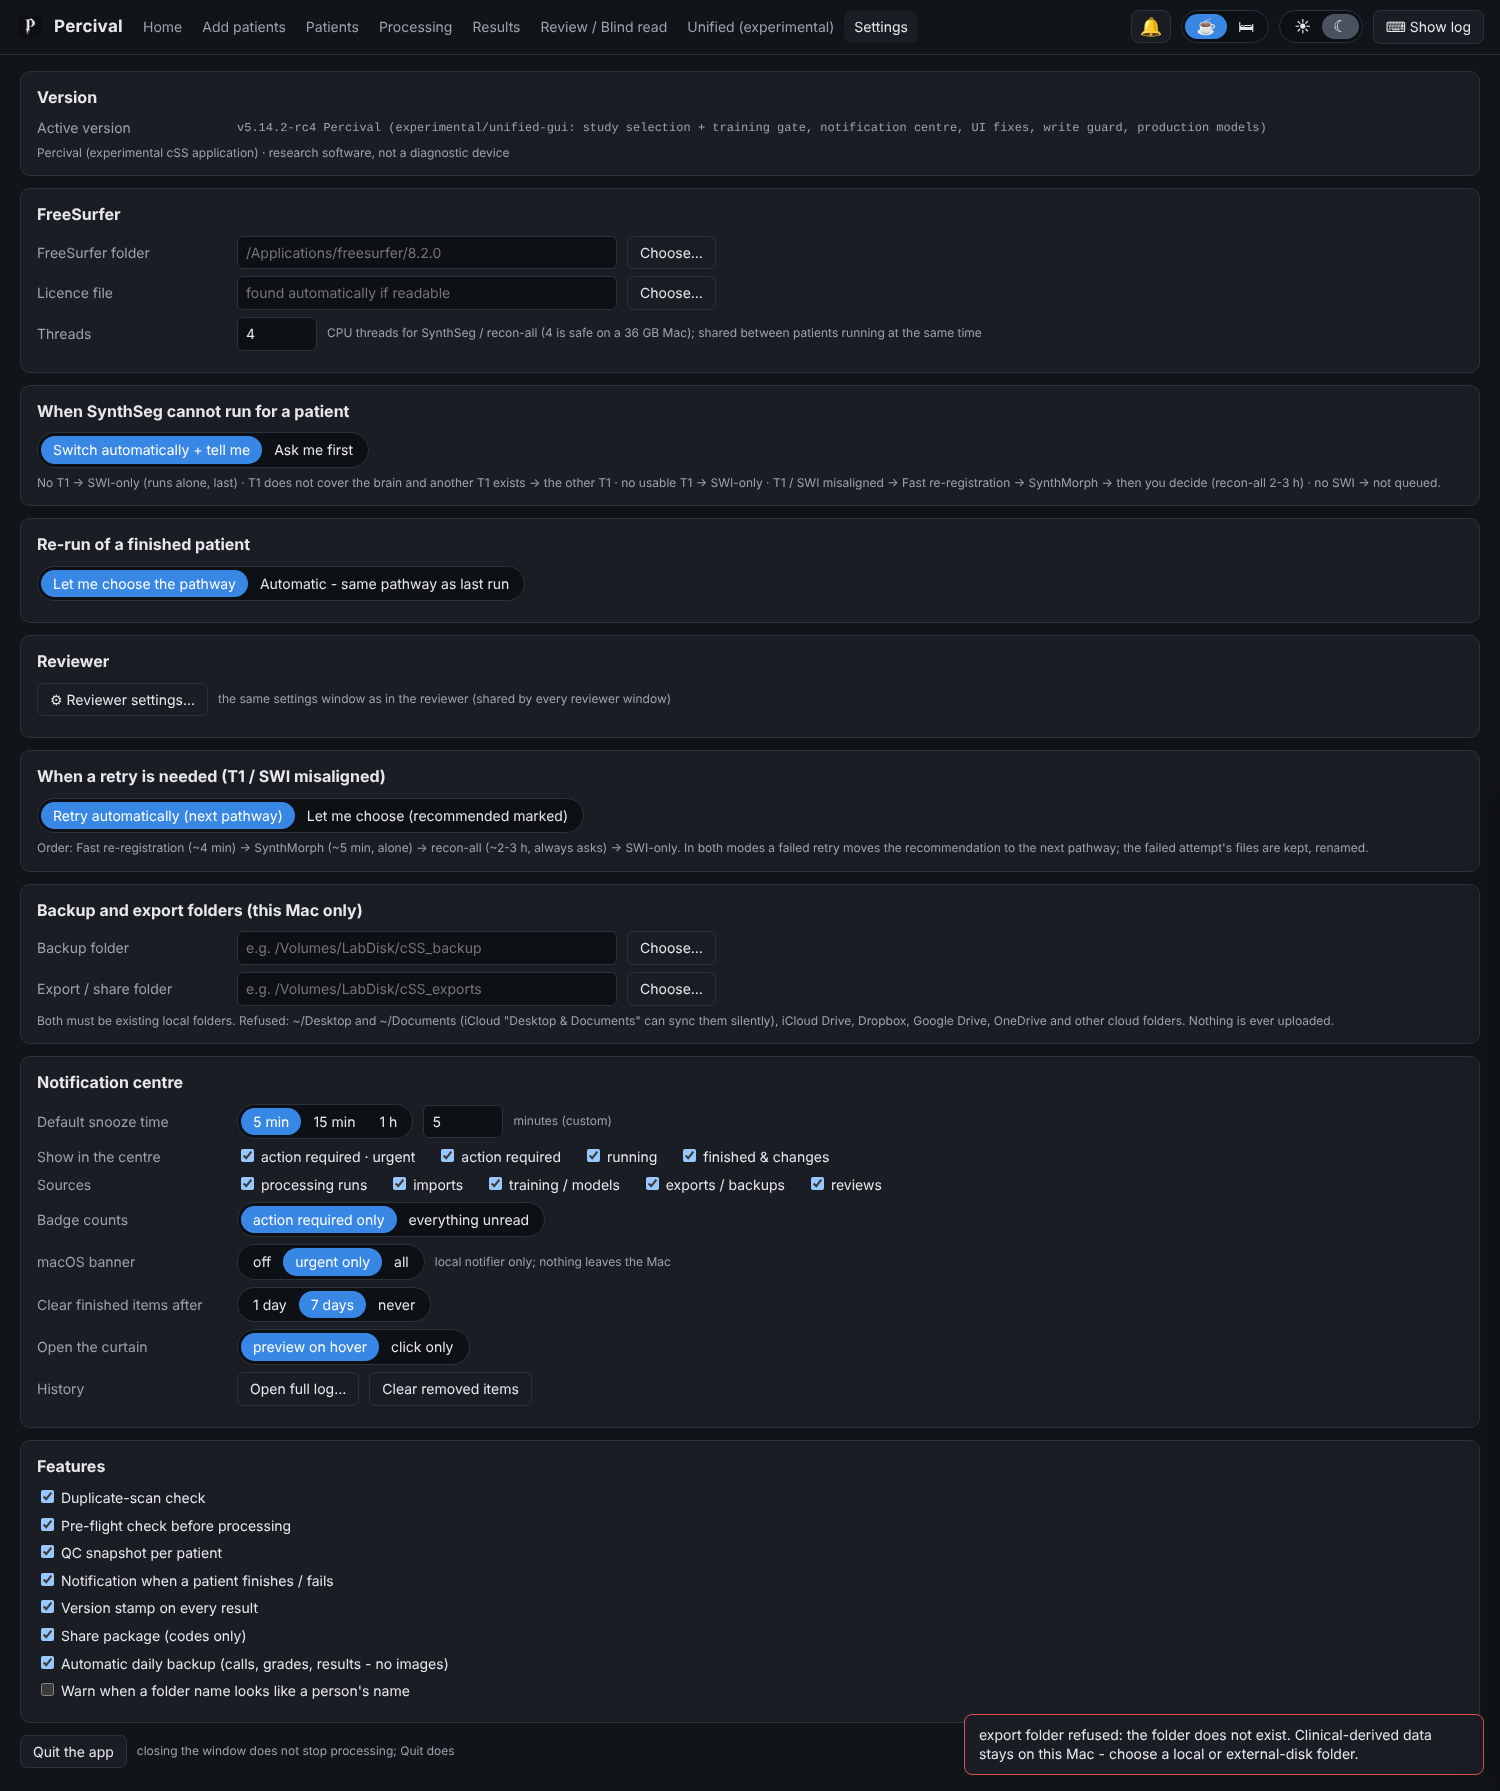 Percival Home Add patients Patients Processing Results Review / Blind read Unified (experimental) Settings Show log
Version
Active version v5.14.2-rc4 Percival (experimental/unified-gui: study selection + training gate, notification centre, UI fixes, write guard, production models)
Percival (experimental cSS application) · research software, not a diagnostic device
FreeSurfer
FreeSurfer folder /Applications/freesurfer/8.2.0 Choose...
Licence file found automatically if readable Choose...
Threads 4 CPU threads for SynthSeg / recon-all (4 is safe on a 36 GB Mac); shared between patients running at the same time
When SynthSeg cannot run for a patient
Switch automatically + tell me Ask me first
No T1 → SWI-only (runs alone, last) · T1 does not cover the brain and another T1 exists → the other T1 · no usable T1 → SWI-only · T1 / SWI misaligned → Fast re-registration → SynthMorph → then you decide (recon-all 2-3 h) · no SWI → not queued.
Re-run of a finished patient
Let me choose the pathway Automatic - same pathway as last run
Reviewer
⚙ Reviewer settings... the same settings window as in the reviewer (shared by every reviewer window)
When a retry is needed (T1 / SWI misaligned)
Retry automatically (next pathway) Let me choose (recommended marked)
Order: Fast re-registration (~4 min) → SynthMorph (~5 min, alone) → recon-all (~2-3 h, always asks) → SWI-only. In both modes a failed retry moves the recommendation to the next pathway; the failed attempt's files are kept, renamed.
Backup and export folders (this Mac only)
Backup folder e.g. /Volumes/LabDisk/cSS_backup Choose...
Export / share folder e.g. /Volumes/LabDisk/cSS_exports Choose...
Both must be existing local folders. Refused: ~/Desktop and ~/Documents (iCloud "Desktop & Documents" can sync them silently), iCloud Drive, Dropbox, Google Drive, OneDrive and other cloud folders. Nothing is ever uploaded.
Notification centre
Default snooze time 5 min 15 min 1 h 5 minutes (custom)
Show in the centre action required · urgent action required running finished & changes
Sources processing runs imports training / models exports / backups reviews
Badge counts action required only everything unread
macOS banner off urgent only all local notifier only; nothing leaves the Mac
Clear finished items after 1 day 7 days never
Open the curtain preview on hover click only
History Open full log... Clear removed items
Features
Duplicate-scan check
Pre-flight check before processing
QC snapshot per patient
Notification when a patient finishes / fails
Version stamp on every result
Share package (codes only)
Automatic daily backup (calls, grades, results - no images)
Warn when a folder name looks like a person's name
Quit the app closing the window does not stop processing; Quit does
export folder refused: the folder does not exist. Clinical-derived data
stays on this Mac - choose a local or external-disk folder.